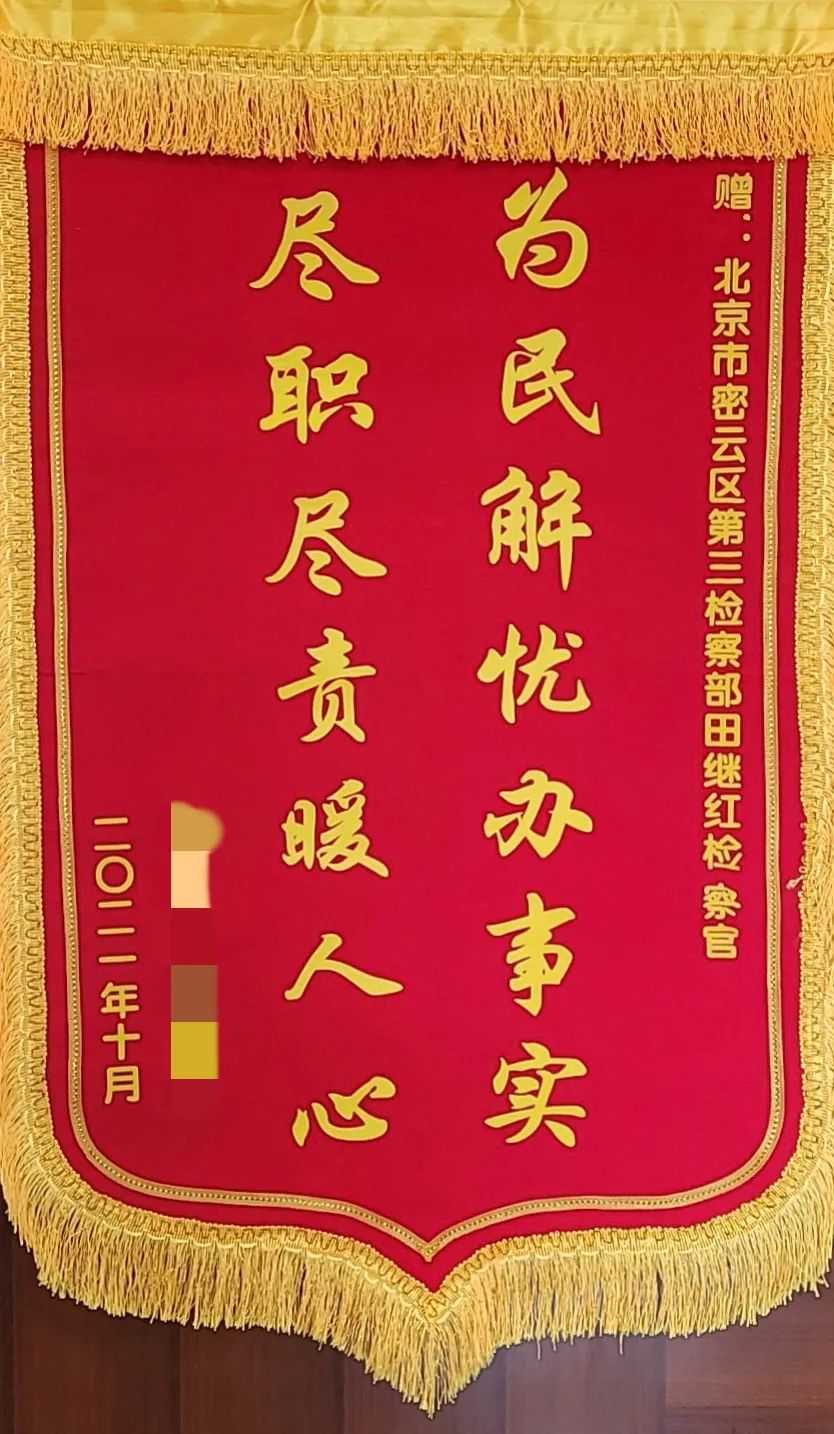 赠：北京市密云区第三检察部田继红检察官
为民解忧办事实
尽职尽责暖人心
二〇二一年十月